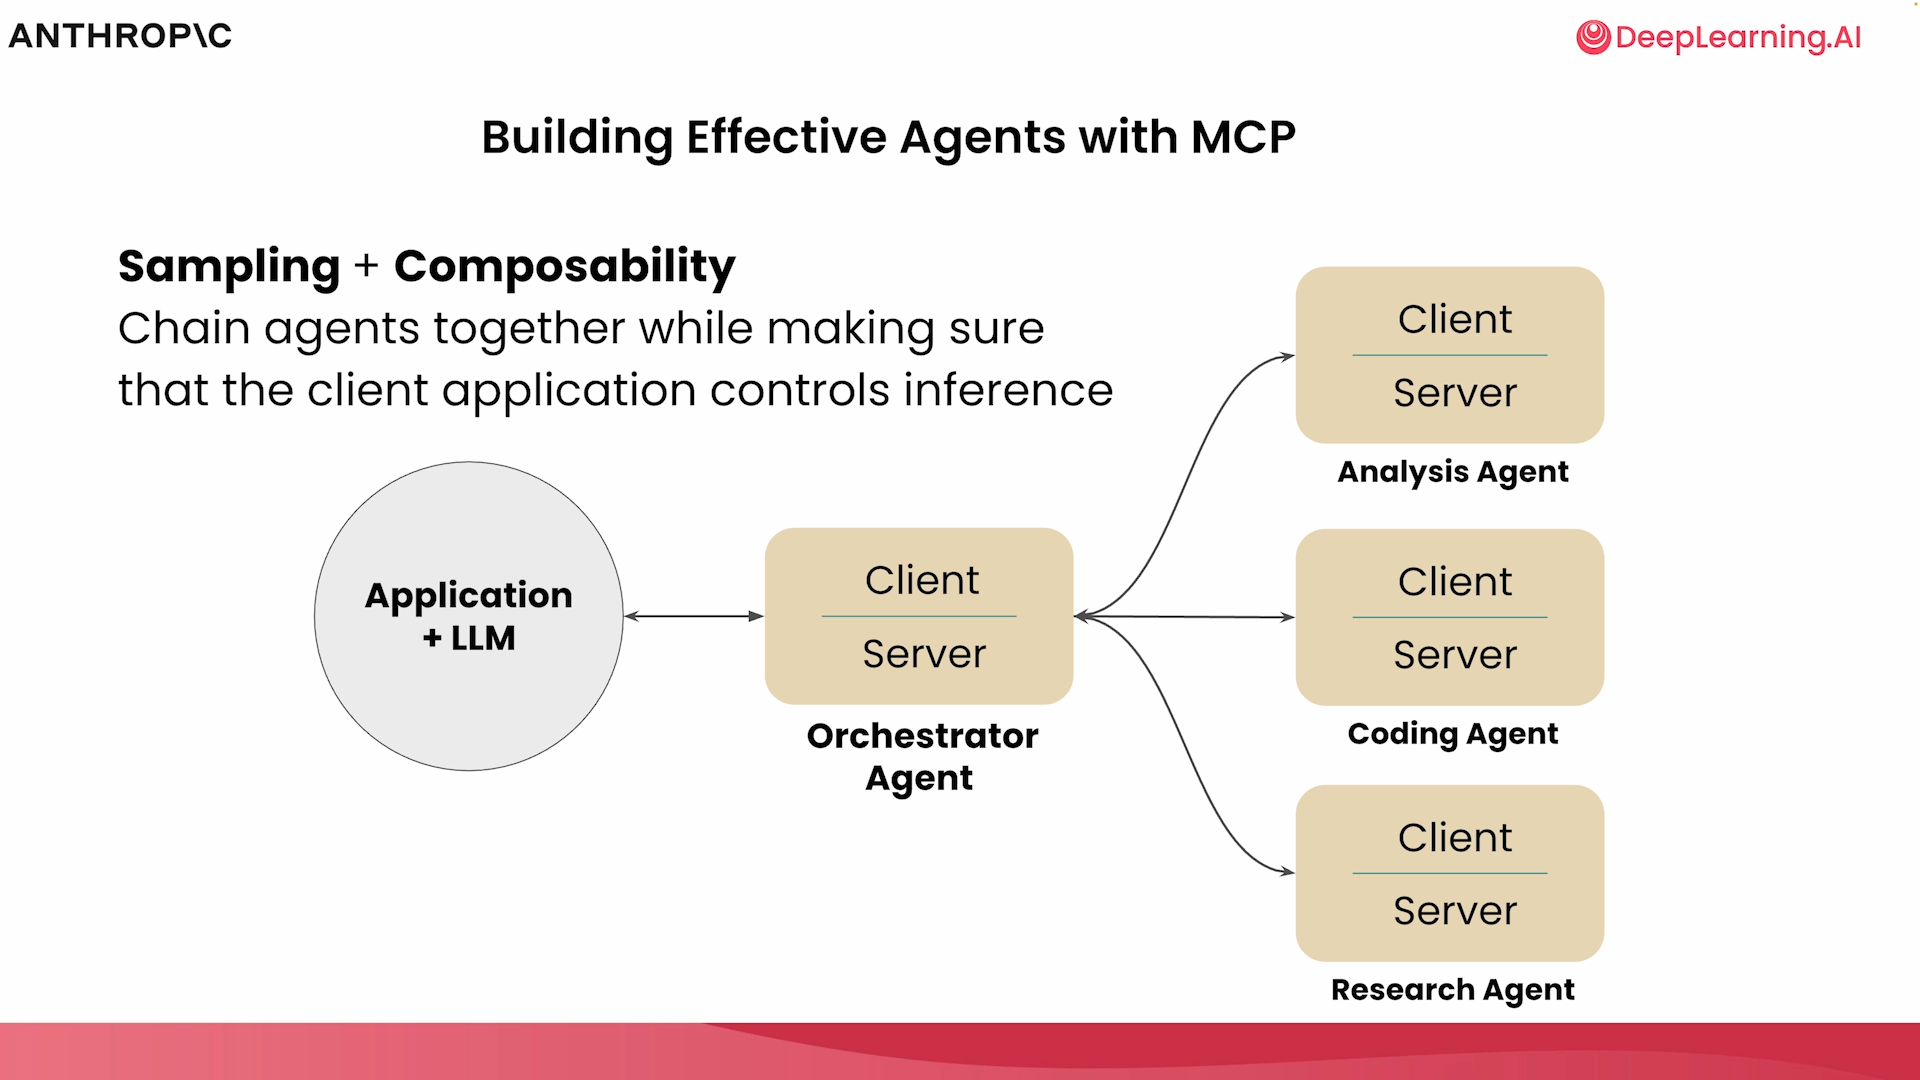 ANTHROP\C
DeepLearning.AI
Building Effective Agents with MCP
Sampling + Composability
Chain agents together while making sure
that the client application controls inference
Application
+ LLM
Client
Server
Orchestrator
Agent
Client
Server
Analysis Agent
Client
Server
Coding Agent
Client
Server
Research Agent